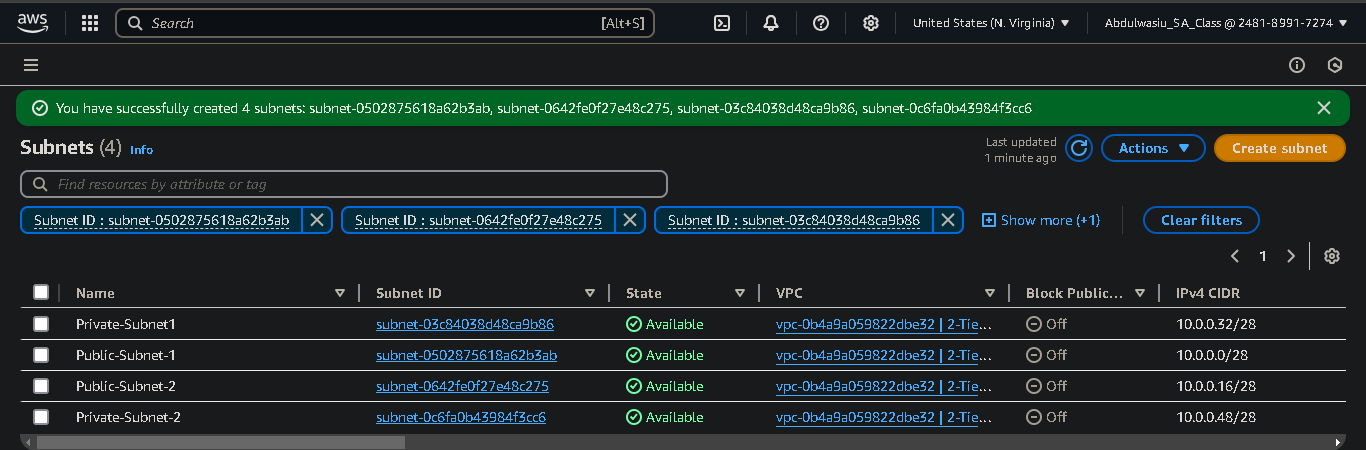 aws Search [Alt+S] United States (N. Virginia) Abdulwasiu_SA_Class @ 2481-8991-7274
You have successfully created 4 subnets: subnet-0502875618a62b3ab, subnet-0642fe0f27e48c275, subnet-03c84038d48ca9b86, subnet-0c6fa0b43984f3cc6
Subnets (4) Info Last updated 1 minute ago Actions Create subnet
Find resources by attribute or tag
Subnet ID : subnet-0502875618a62b3ab Subnet ID : subnet-0642fe0f27e48c275 Subnet ID : subnet-03c84038d48ca9b86 Show more (+1) Clear filters
1
Name Subnet ID State VPC Block Public... IPv4 CIDR
Private-Subnet1 subnet-03c84038d48ca9b86 Available vpc-0b4a9a059822dbe32 | 2-Tie... Off 10.0.0.32/28
Public-Subnet-1 subnet-0502875618a62b3ab Available vpc-0b4a9a059822dbe32 | 2-Tie... Off 10.0.0.0/28
Public-Subnet-2 subnet-0642fe0f27e48c275 Available vpc-0b4a9a059822dbe32 | 2-Tie... Off 10.0.0.16/28
Private-Subnet-2 subnet-0c6fa0b43984f3cc6 Available vpc-0b4a9a059822dbe32 | 2-Tie... Off 10.0.0.48/28